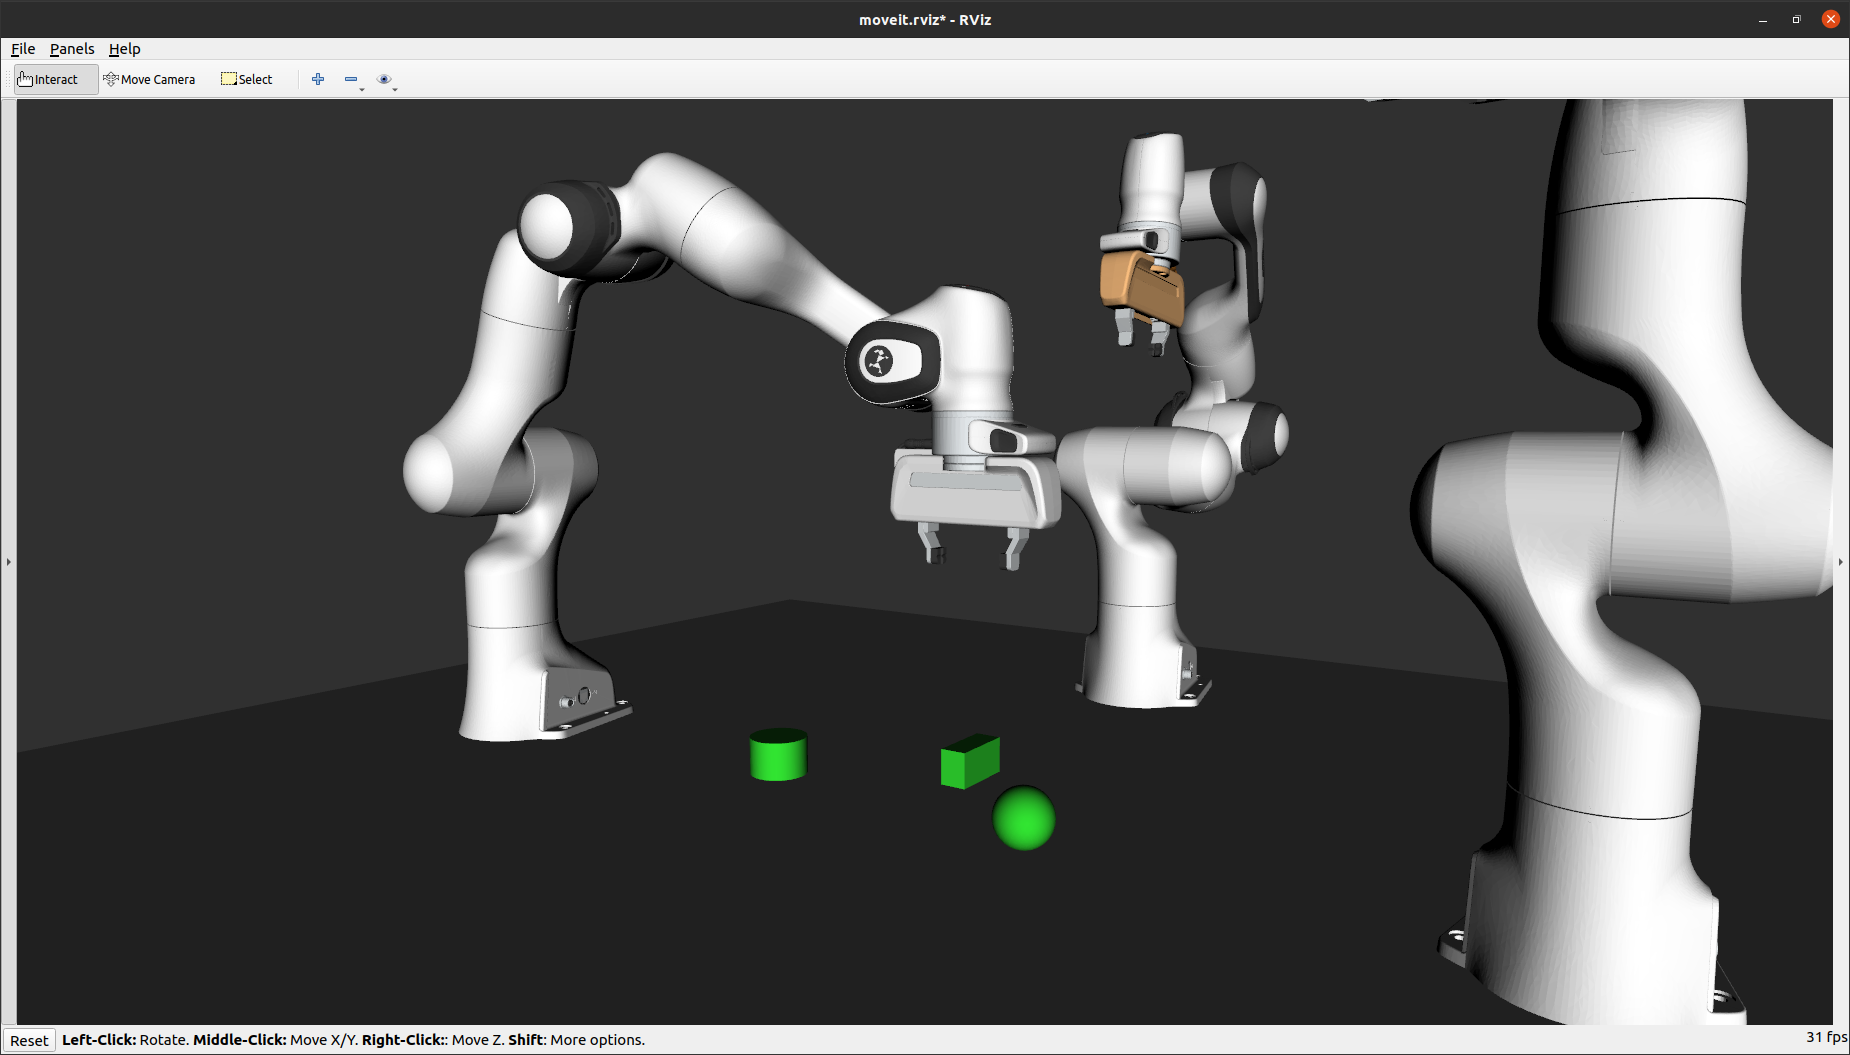 moveit.rviz* - RViz
File Panels Help
Interact Move Camera Select
Reset Left-Click: Rotate. Middle-Click: Move X/Y. Right-Click:: Move Z. Shift: More options. 31 fps